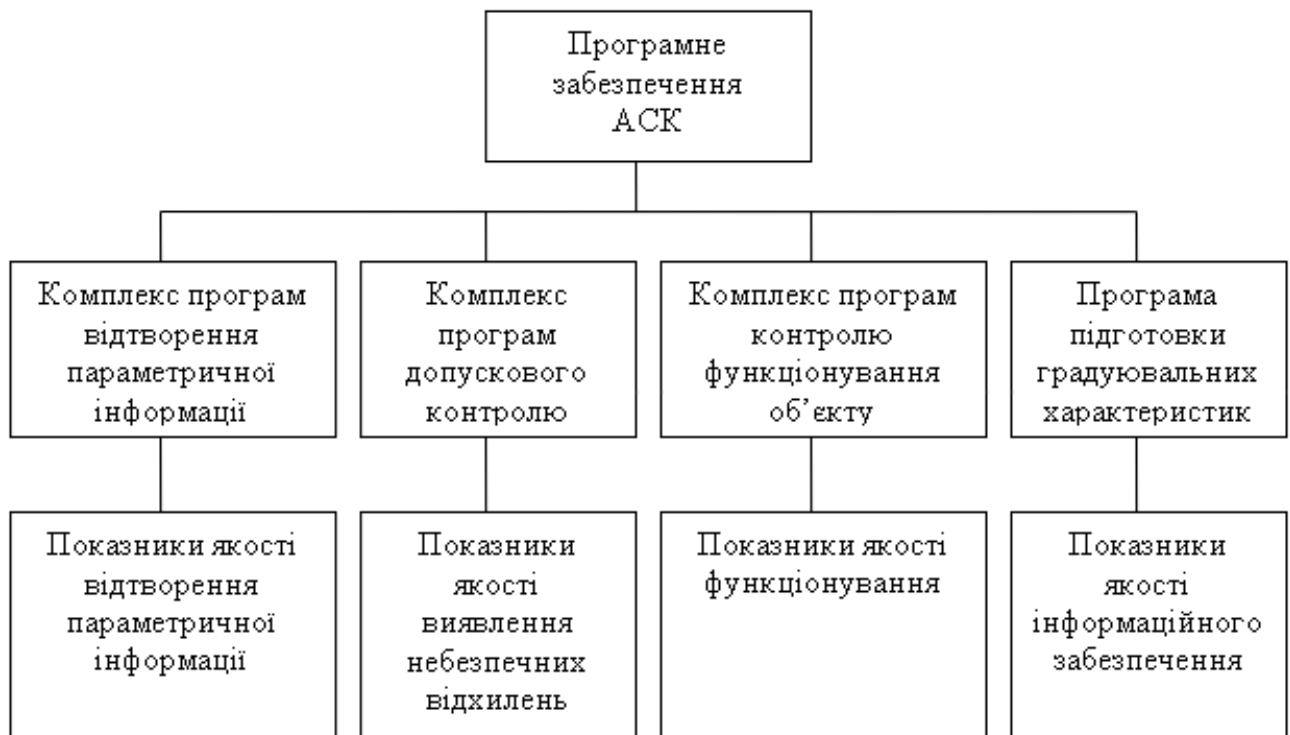 Програмне
забезпечення
АСК
Комплекс програм
відтворення
параметричної
інформації
Комплекс
програм
допускового
контролю
Комплекс програм
контролю
функціонування
об’єкту
Програма
підготовки
градуювальних
характеристик
Показники якості
відтворення
параметричної
інформації
Показники
якості
виявлення
небезпечних
відхилень
Показники якості
функціонування
Показники
якості
інформаційного
забезпечення